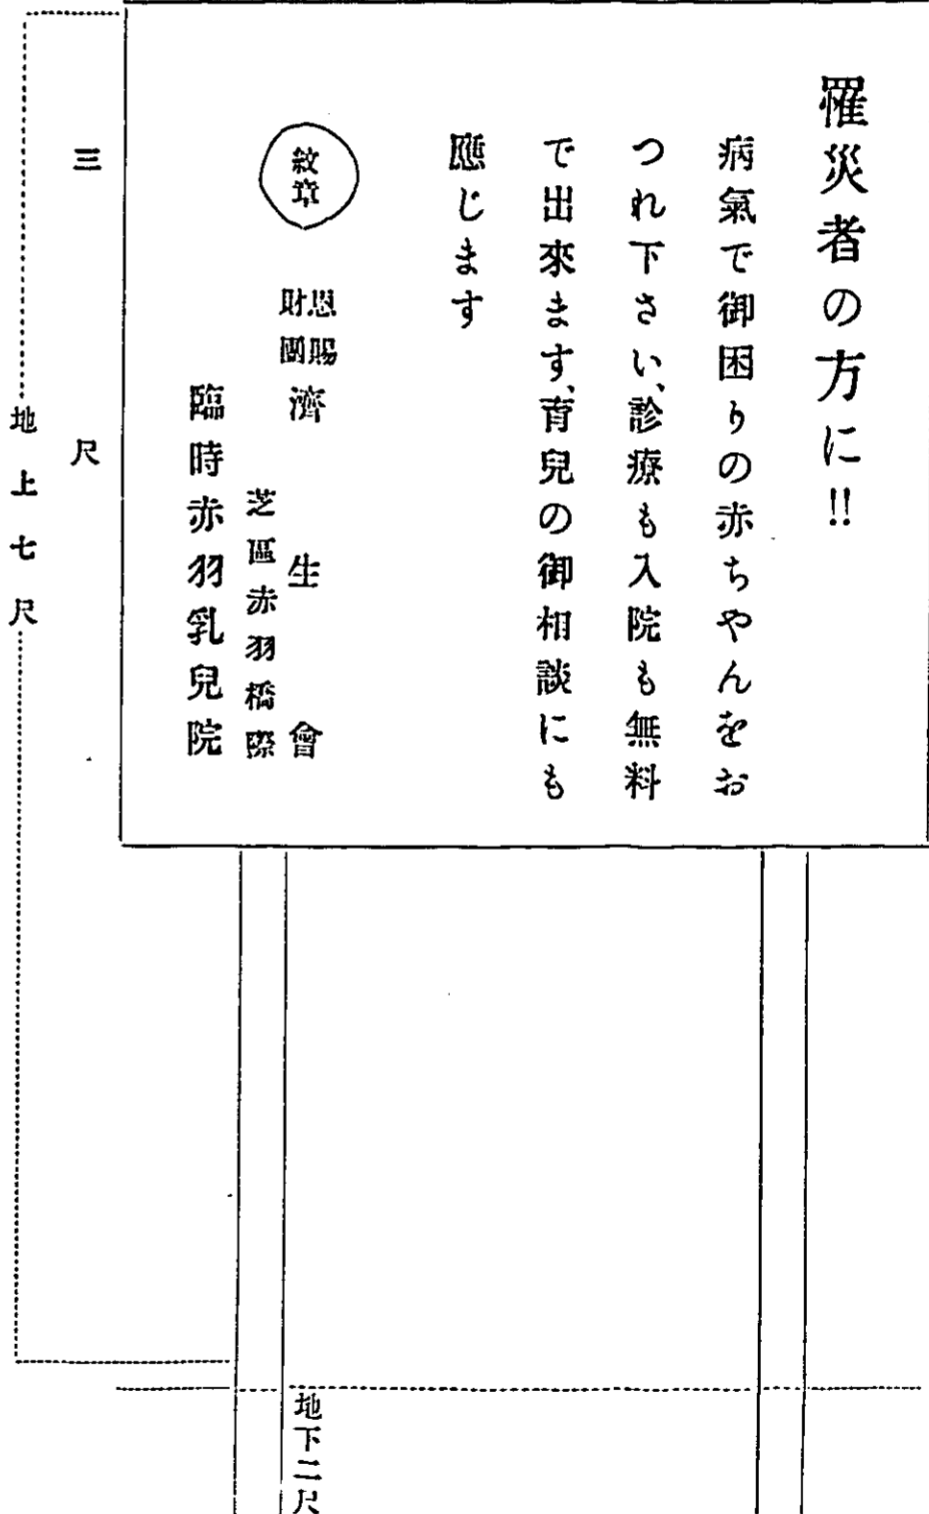 罹災者の方に!!
病氣で御困りの赤ちやんをお
つれ下さい、診療も入院も無料
で出來ます、育兒の御相談にも
應じます
紋章
恩賜
財團
濟生會
芝區赤羽橋際
臨時赤羽乳兒院
三尺
地上七尺
地下二尺